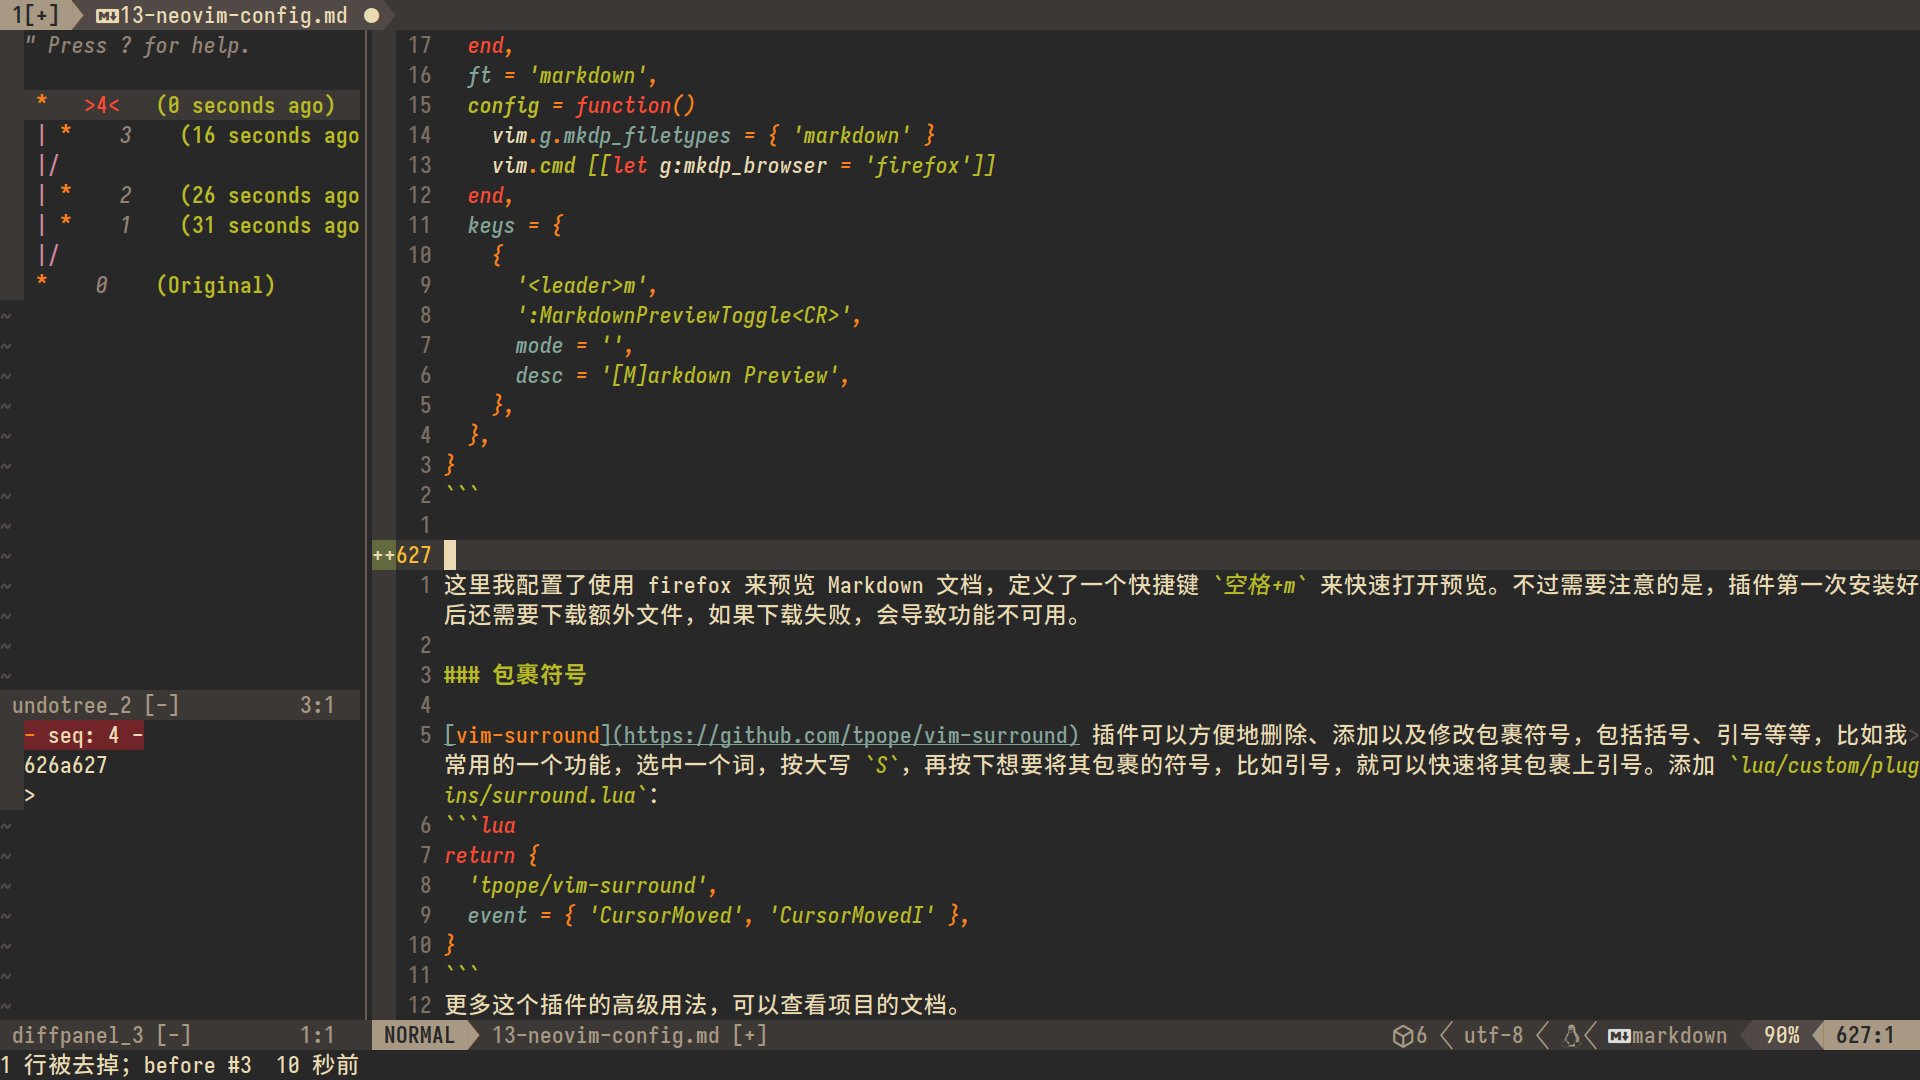 1[+] 13-neovim-config.md ●
" Press ? for help.
* >4< (0 seconds ago)
| * 3 (16 seconds ago
|/
| * 2 (26 seconds ago
| * 1 (31 seconds ago
|/
* 0 (Original)
~
~
~
~
~
~
~
~
~
~
~
~
~
undotree_2 [-] 3:1
- seq: 4 -
626a627
>
~
~
~
~
~
~
~
diffpanel_3 [-] 1:1
17 end,
16 ft = 'markdown',
15 config = function()
14 vim.g.mkdp_filetypes = { 'markdown' }
13 vim.cmd [[let g:mkdp_browser = 'firefox']]
12 end,
11 keys = {
10 {
9 '<leader>m',
8 ':MarkdownPreviewToggle<CR>',
7 mode = '',
6 desc = '[M]arkdown Preview',
5 },
4 },
3 }
2 ```
1
++627
1 这里我配置了使用 firefox 来预览 Markdown 文档，定义了一个快捷键 `空格+m` 来快速打开预览。不过需要注意的是，插件第一次安装好
后还需要下载额外文件，如果下载失败，会导致功能不可用。
2
3 ### 包裹符号
4
5 [vim-surround](https://github.com/tpope/vim-surround) 插件可以方便地删除、添加以及修改包裹符号，包括括号、引号等等，比如我>
常用的一个功能，选中一个词，按大写 `S`，再按下想要将其包裹的符号，比如引号，就可以快速将其包裹上引号。添加 `lua/custom/plug
ins/surround.lua`：
6 ```lua
7 return {
8 'tpope/vim-surround',
9 event = { 'CursorMoved', 'CursorMovedI' },
10 }
11 ```
12 更多这个插件的高级用法，可以查看项目的文档。
NORMAL 13-neovim-config.md [+] 6 utf-8 markdown 90% 627:1
1 行被去掉；before #3 10 秒前